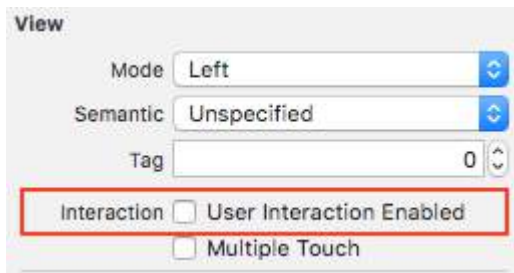 View
Mode Left
Semantic Unspecified
Tag 0
Interaction User Interaction Enabled
Multiple Touch